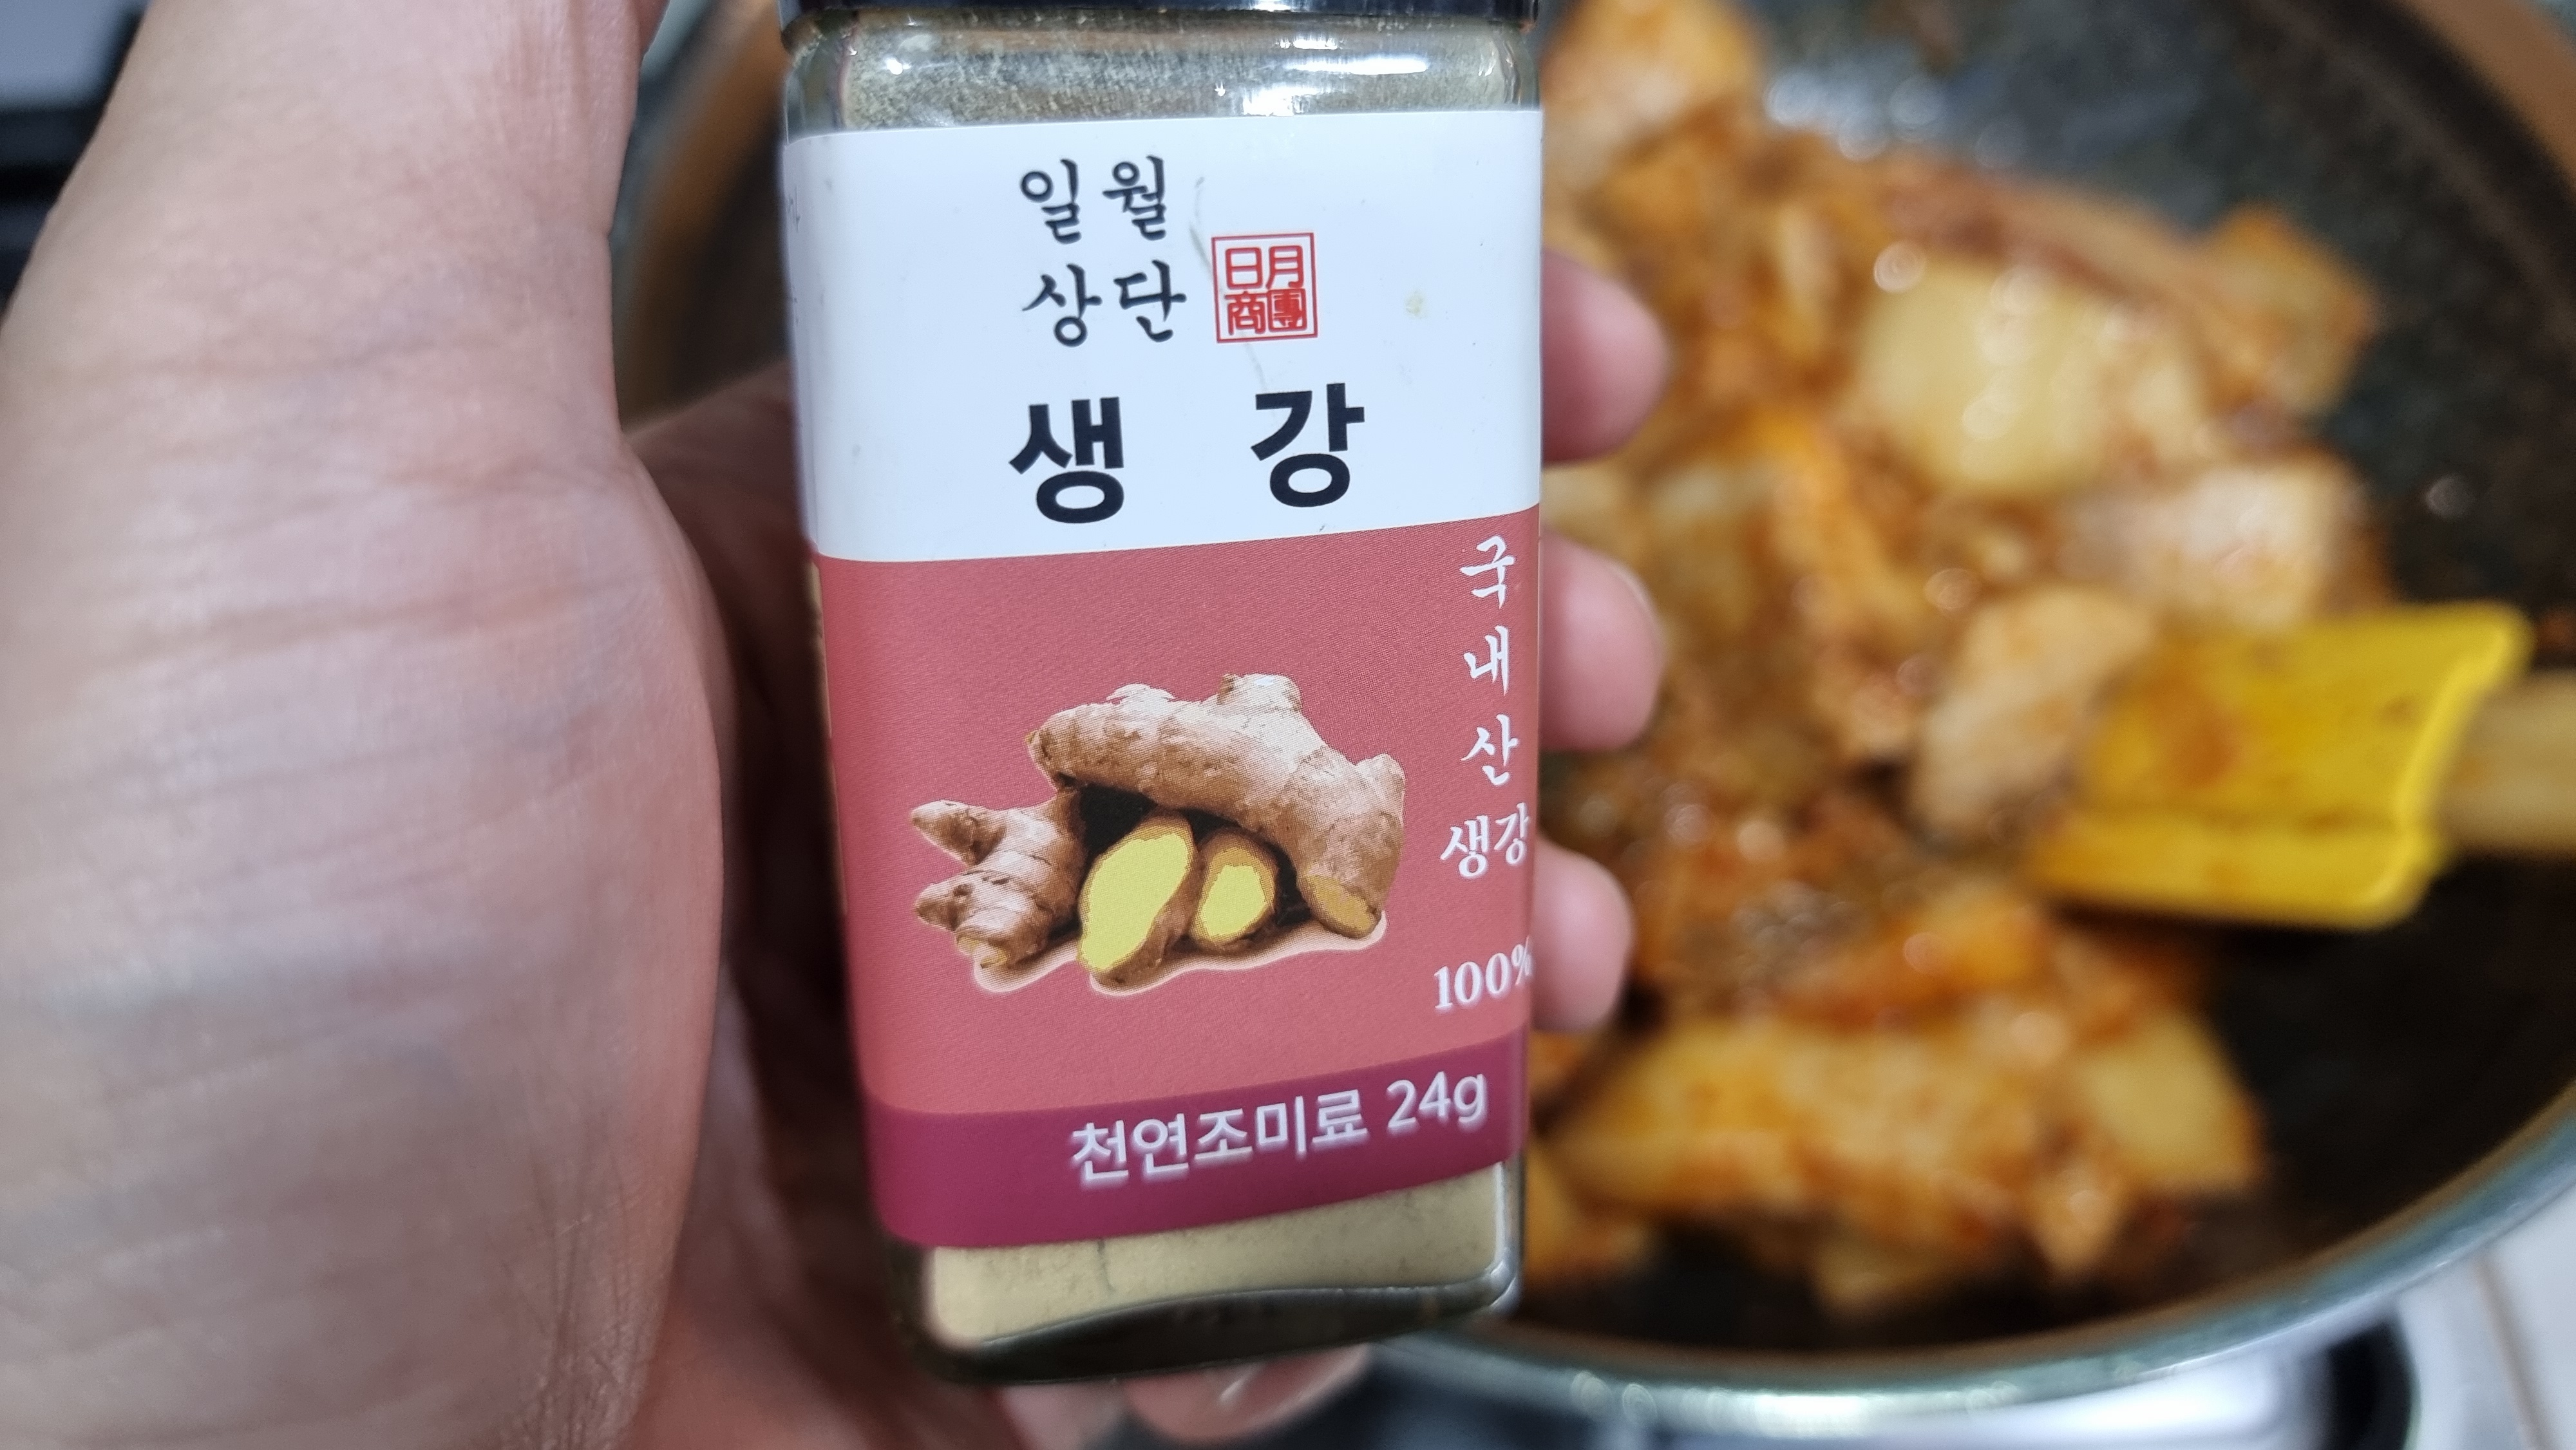 일월
상단
日月
商團
생강
국내산생강 100%
천연조미료 24g